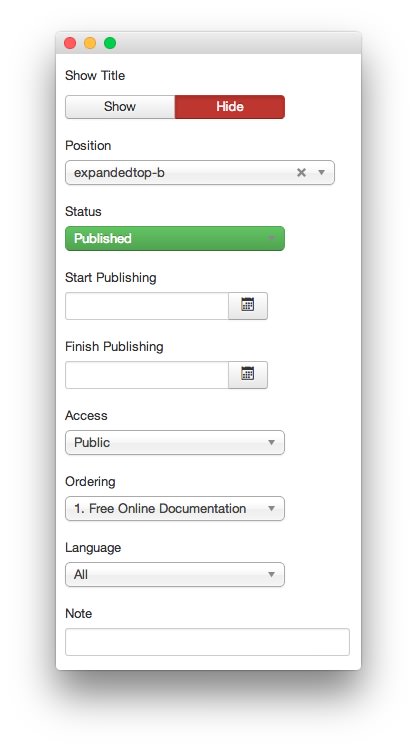 Show Title
Show Hide
Position
expandedtop-b
Status
Published
Start Publishing
Finish Publishing
Access
Public
Ordering
1. Free Online Documentation
Language
All
Note